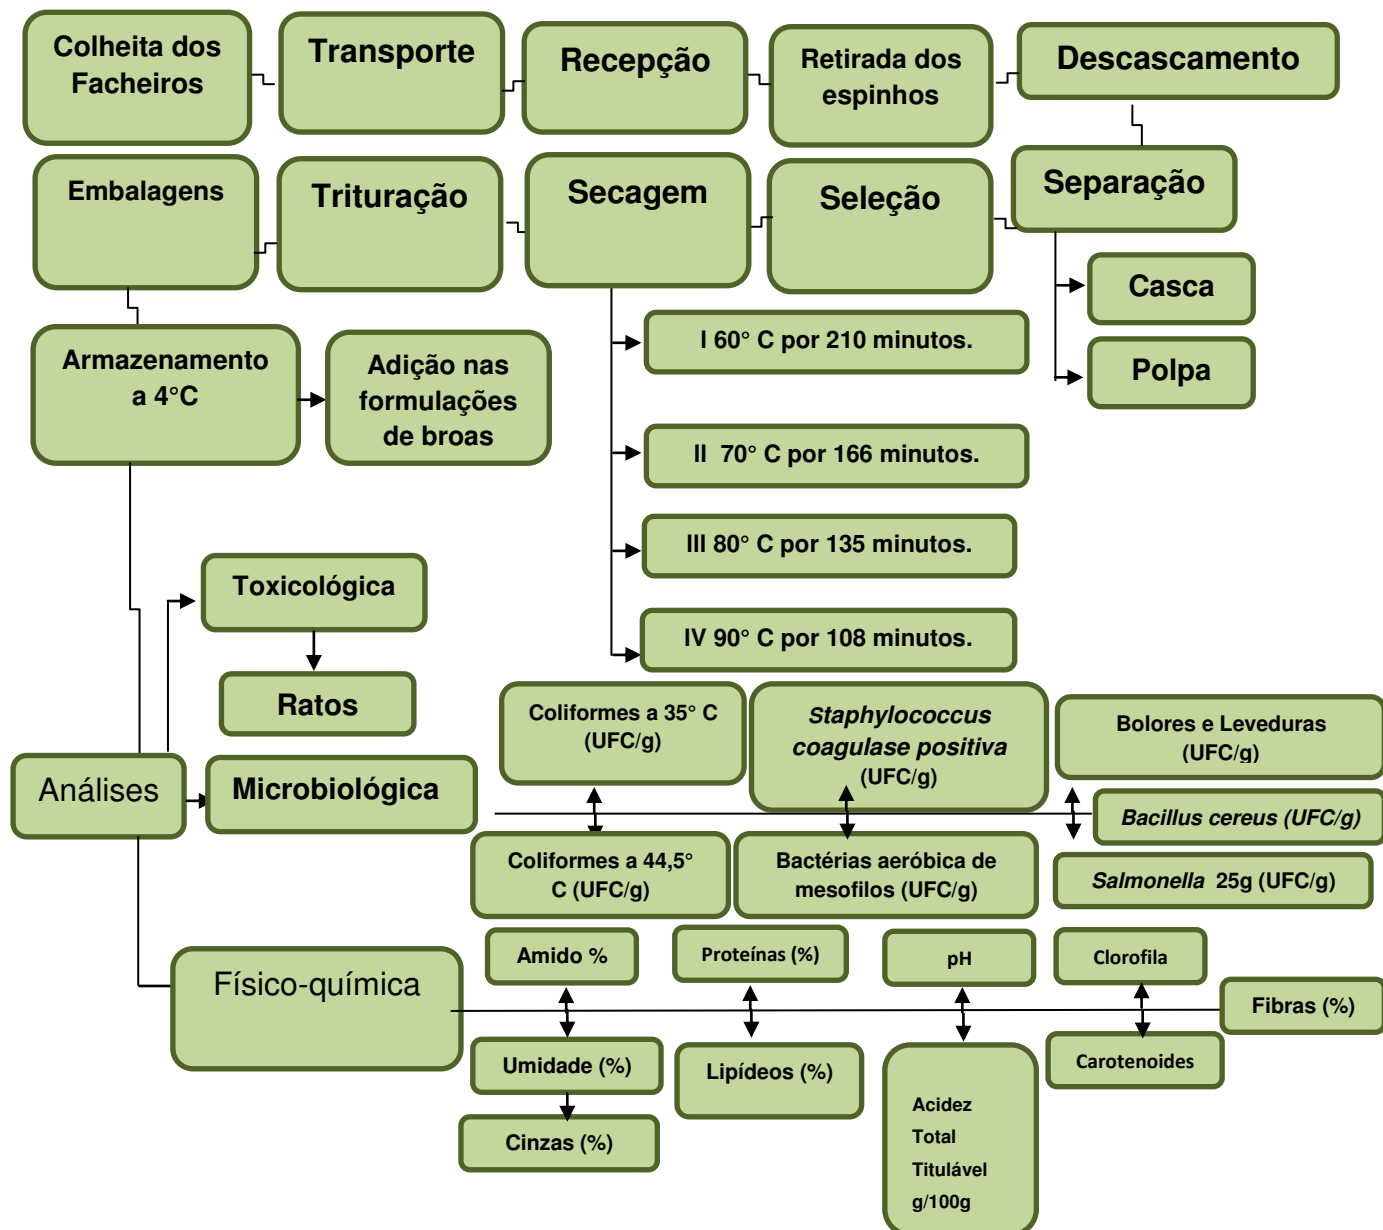 Colheita dos
Facheiros
Transporte
Recepção
Retirada dos
espinhos
Descascamento
Embalagens
Trituração
Secagem
Seleção
Separação
Casca
Polpa
Armazenamento
a 4°C
Adição nas
formulações
de broas
I 60° C por 210 minutos.
II 70° C por 166 minutos.
III 80° C por 135 minutos.
IV 90° C por 108 minutos.
Toxicológica
Ratos
Análises
Microbiológica
Coliformes a 35° C
(UFC/g)
Staphylococcus
coagulase positiva
(UFC/g)
Bolores e Leveduras
(UFC/g)
Bacillus cereus (UFC/g)
Coliformes a 44,5°
C (UFC/g)
Bactérias aeróbica de
mesofilos (UFC/g)
Salmonella 25g (UFC/g)
Físico-química
Amido %
Proteínas (%)
pH
Clorofila
Fibras (%)
Umidade (%)
Lipídeos (%)
Acidez
Total
Titulável
g/100g
Carotenoides
Cinzas (%)